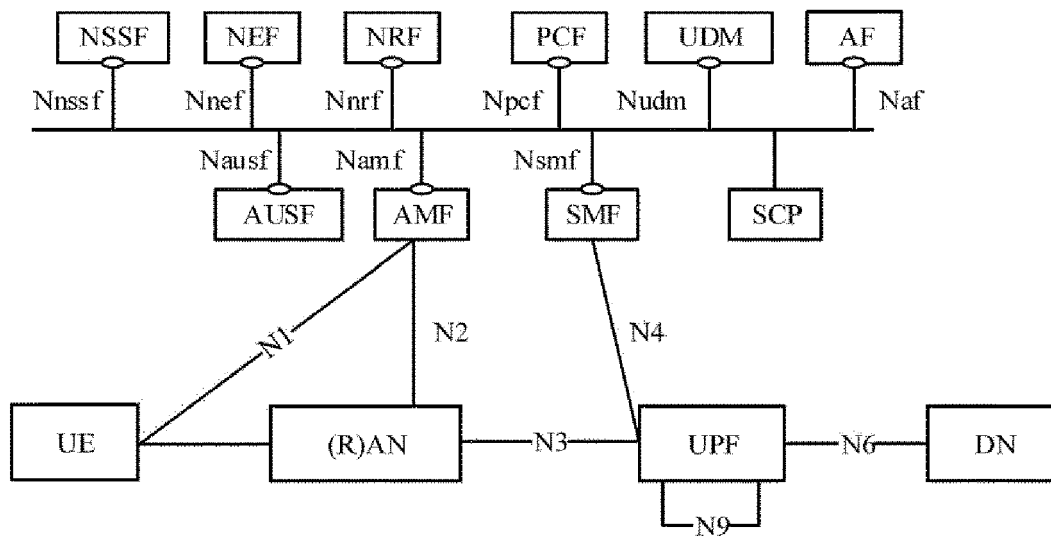 NSSF NEF NRF PCF UDM AF
Nnssf Nnef Nnrf Npcf Nudm Naf
Nausf Namf Nsmf
AUSF AMF SMF SCP
N1 N2 N4
UE (R)AN N3 UPF N6 DN
N9